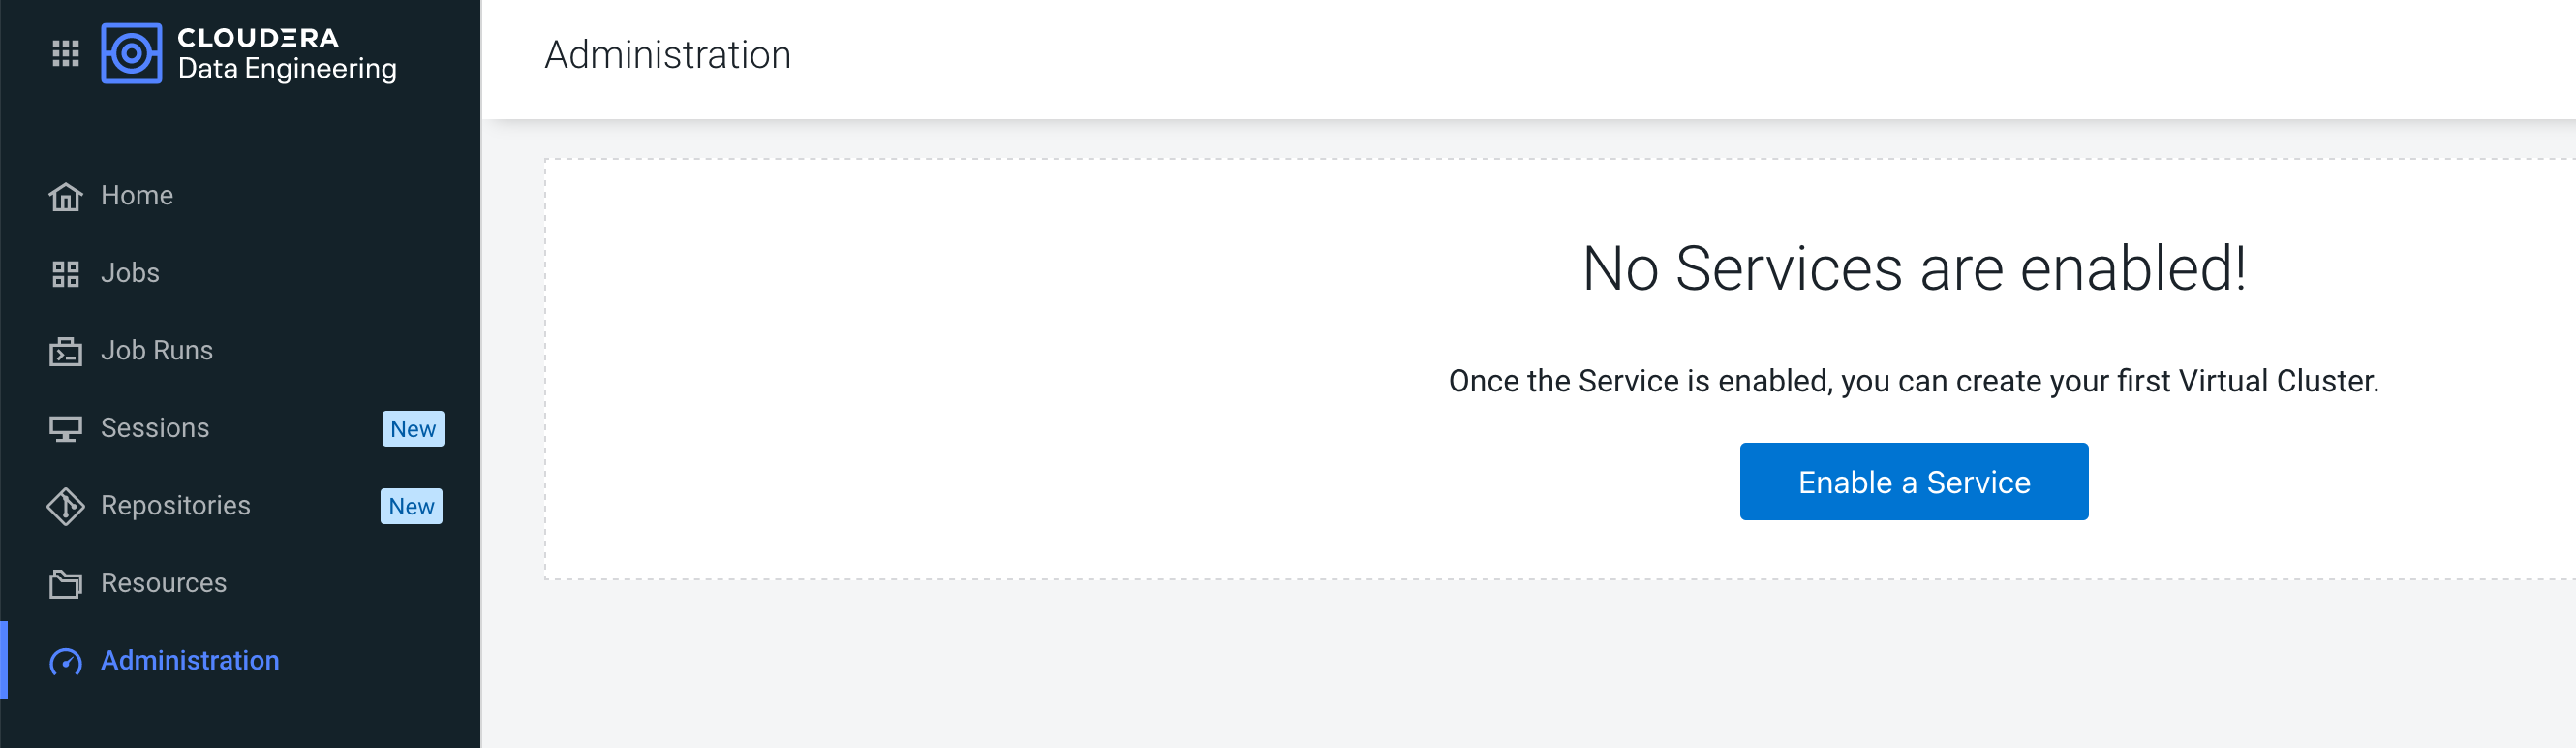 CLOUDERA
Data Engineering
Home
Jobs
Job Runs
Sessions New
Repositories New
Resources
Administration
Administration
No Services are enabled!
Once the Service is enabled, you can create your first Virtual Cluster.
Enable a Service